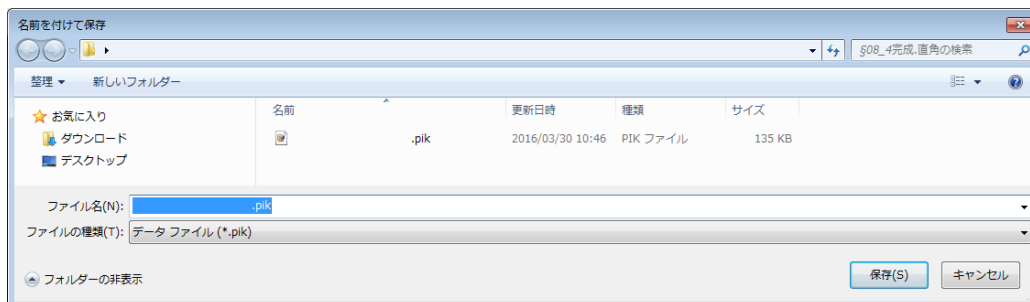 名前を付けて保存
§08_4完成.直角の検索
整理 新しいフォルダー
お気に入り
ダウンロード
デスクトップ
名前 更新日時 種類 サイズ
.pik 2016/03/30 10:46 PIK ファイル 135 KB
ファイル名(N): .pik
ファイルの種類(T): データ ファイル (*.pik)
フォルダーの非表示
保存(S) キャンセル